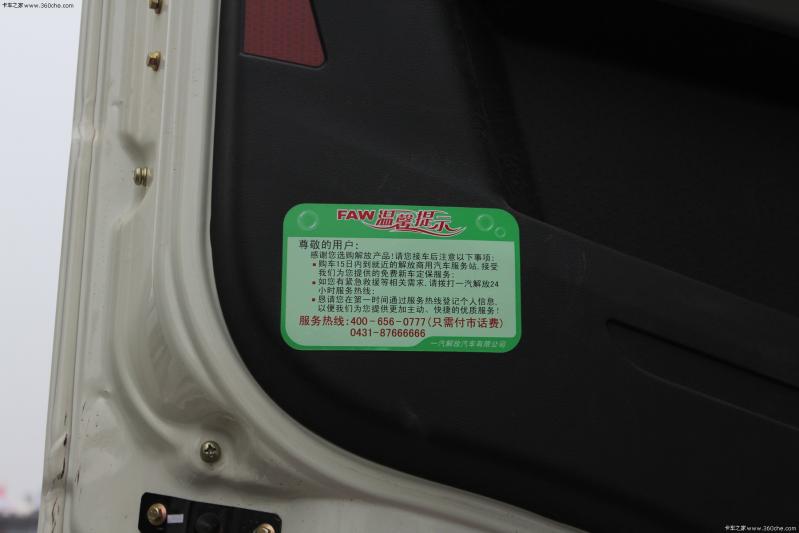 卡车之家 www.360che.com
FAW 温馨提示
尊敬的用户:
感谢您选购解放产品!请您接车后注意以下事项:
■ 购车15日内到就近的解放商用汽车服务站,接受
我们为您提供的免费新车定保服务;
■ 如您有紧急救援等相关需求,请拨打一汽解放24
小时服务热线;
■ 恳请您在第一时间通过服务热线登记个人信息,
以便我们为您提供更加主动、快捷的优质服务!
服务热线:400-656-0777(只需付市话费)
0431-87666666
一汽解放汽车有限公司
卡车之家 www.360che.com